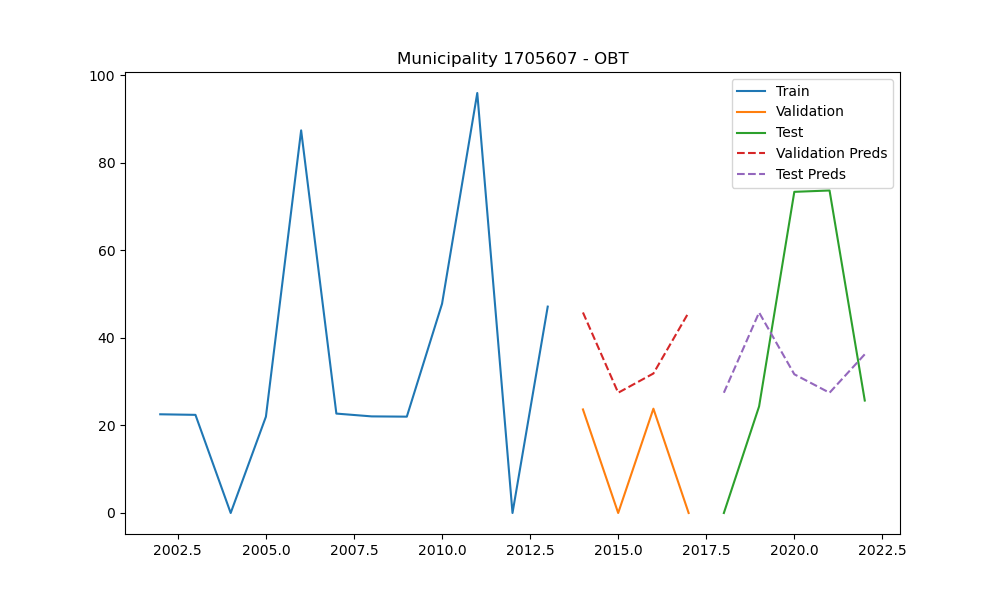 Municipality 1705607 - OBT
100
80
60
40
20
0
2002.5 2005.0 2007.5 2010.0 2012.5 2015.0 2017.5 2020.0 2022.5
Train
Validation
Test
Validation Preds
Test Preds